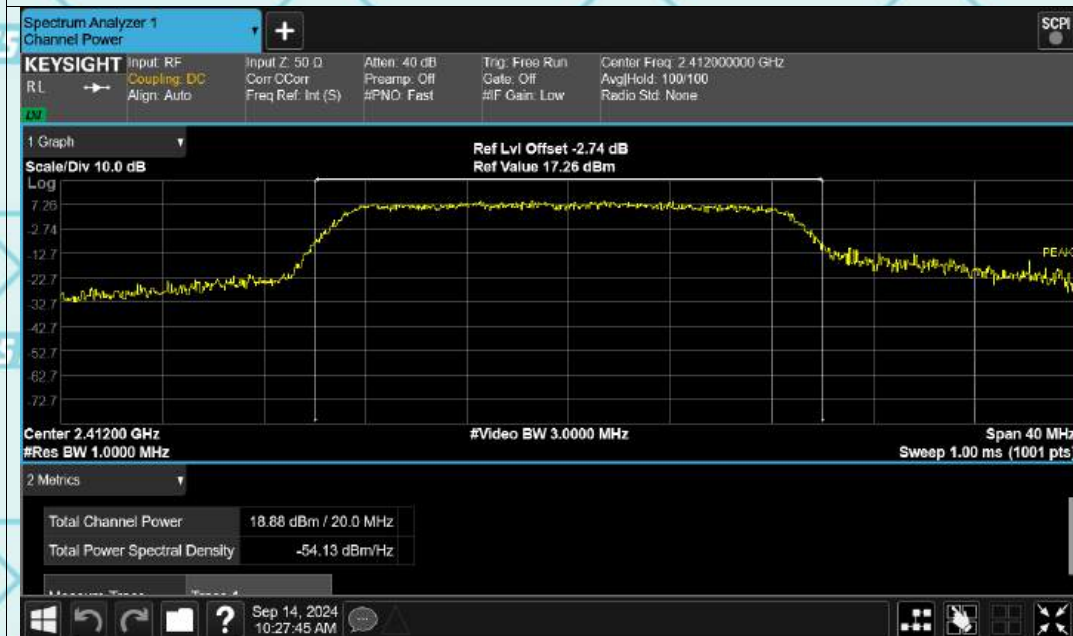 Spectrum Analyzer 1
Channel Power
+
SCPI
KEYSIGHT
RL
LXI
Input: RF
Coupling: DC
Align: Auto
Input Z: 50 Ω
Corr CCorr
Freq Ref: Int (S)
Atten: 40 dB
Preamp: Off
#PNO: Fast
Trig: Free Run
Gate: Off
#IF Gain: Low
Center Freq: 2.412000000 GHz
Avg|Hold: 100/100
Radio Std: None
1 Graph
Scale/Div 10.0 dB
Ref Lvl Offset -2.74 dB
Ref Value 17.26 dBm
Log
7.26
-2.74
-12.7
-22.7
-32.7
-42.7
-52.7
-62.7
-72.7
Center 2.41200 GHz
#Res BW 1.0000 MHz
#Video BW 3.0000 MHz
Span 40 MHz
Sweep 1.00 ms (1001 pts)
2 Metrics
Total Channel Power 18.88 dBm / 20.0 MHz
Total Power Spectral Density -54.13 dBm/Hz
?
Sep 14, 2024
10:27:45 AM